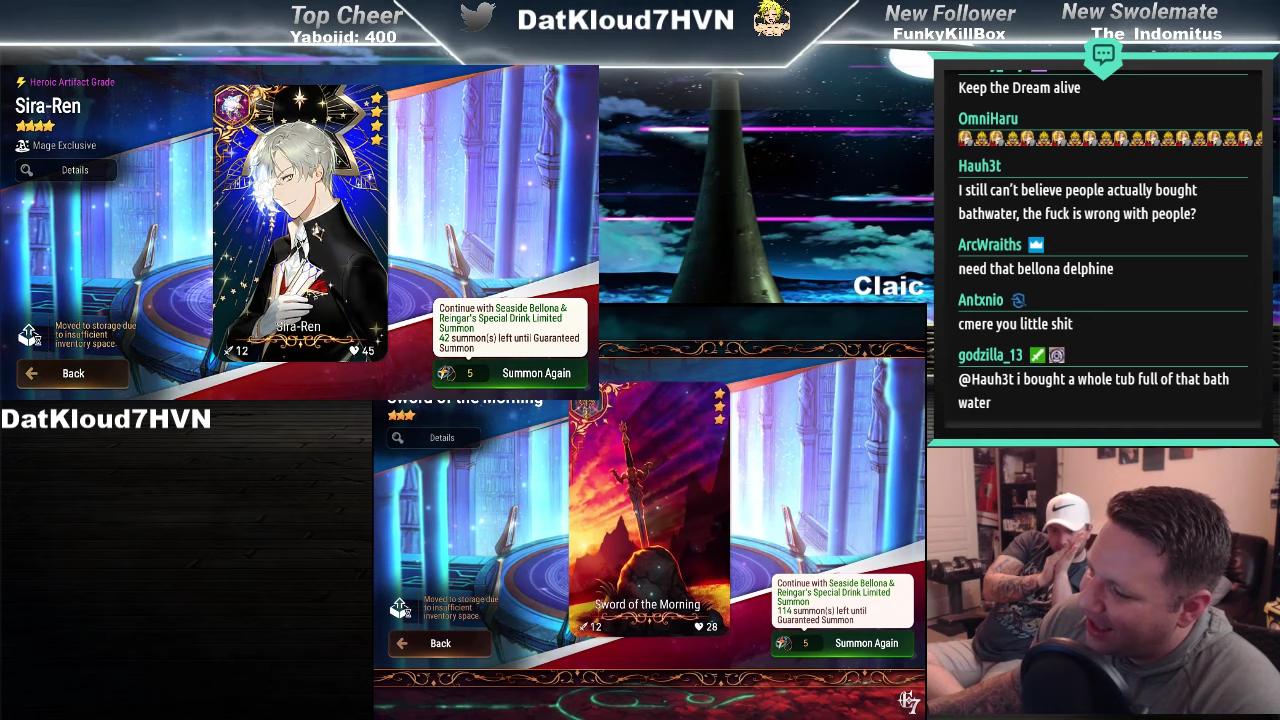 Top Cheer
Yaboijd: 400
DatKloud7HVN
New Follower
FunkyKillBox
New Swolemate
The_Indomitus
Heroic Artifact Grade
Sira-Ren
Mage Exclusive
Details
Sira-Ren
12
45
Moved to storage due
to insufficient
inventory space.
Back
Continue with Seaside Bellona &
Reingar's Special Drink Limited
Summon
42 summon(s) left until Guaranteed
Summon
5
Summon Again
Claic
DatKloud7HVN
Sword of the Morning
Details
Sword of the Morning
12
28
Moved to storage due
to insufficient
inventory space.
Back
Continue with Seaside Bellona &
Reingar's Special Drink Limited
Summon
114 summon(s) left until
Guaranteed Summon
5
Summon Again
E7
Keep the Dream alive
OmniHaru
Hauh3t
I still can't believe people actually bought
bathwater, the fuck is wrong with people?
ArcWraiths
need that bellona delphine
Antxnio
cmere you little shit
godzilla_13
@Hauh3t i bought a whole tub full of that bath
water